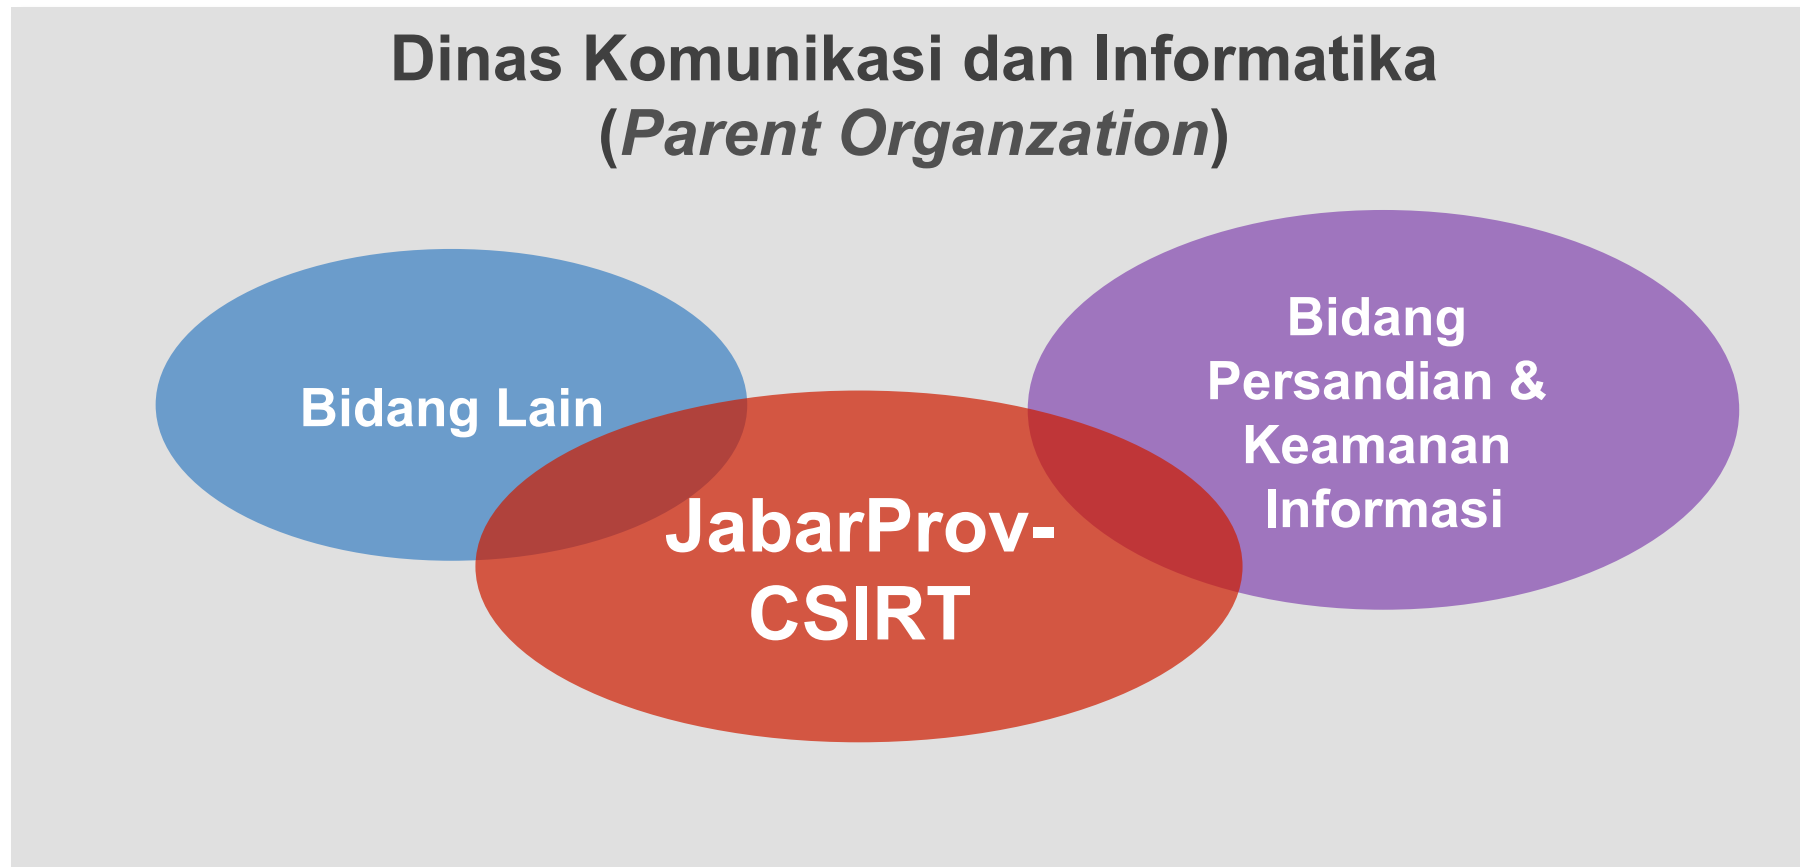 Dinas Komunikasi dan Informatika
(Parent Organzation)
Bidang Lain
Bidang
Persandian &
Keamanan
Informasi
JabarProv-
CSIRT